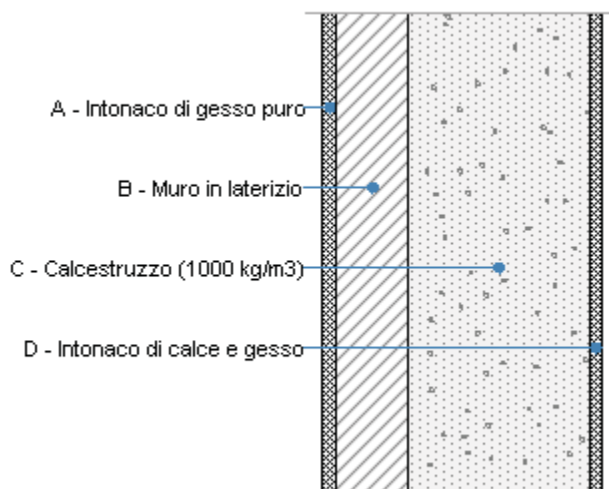 A - Intonaco di gesso puro
B - Muro in laterizio
C - Calcestruzzo (1000 kg/m3)
D - Intonaco di calce e gesso